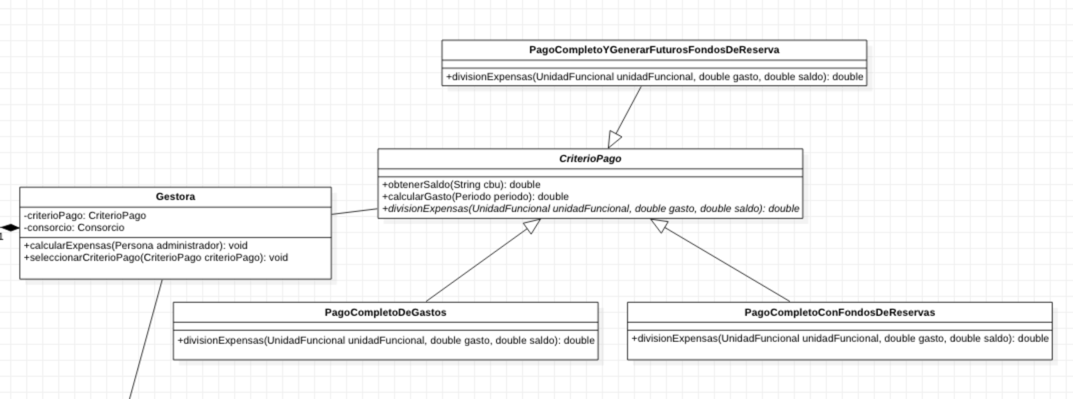 PagoCompletoYGenerarFuturosFondosDeReserva
+divisionExpensas(UnidadFuncional unidadFuncional, double gasto, double saldo): double
CriterioPago
+obtenerSaldo(String cbu): double
+calcularGasto(Periodo periodo): double
+divisionExpensas(UnidadFuncional unidadFuncional, double gasto, double saldo): double
Gestora
-criterioPago: CriterioPago
-consorcio: Consorcio
+calcularExpensas(Persona administrador): void
+seleccionarCriterioPago(CriterioPago criterioPago): void
1
PagoCompletoDeGastos
+divisionExpensas(UnidadFuncional unidadFuncional, double gasto, double saldo): double
PagoCompletoConFondosDeReservas
+divisionExpensas(UnidadFuncional unidadFuncional, double gasto, double saldo): double